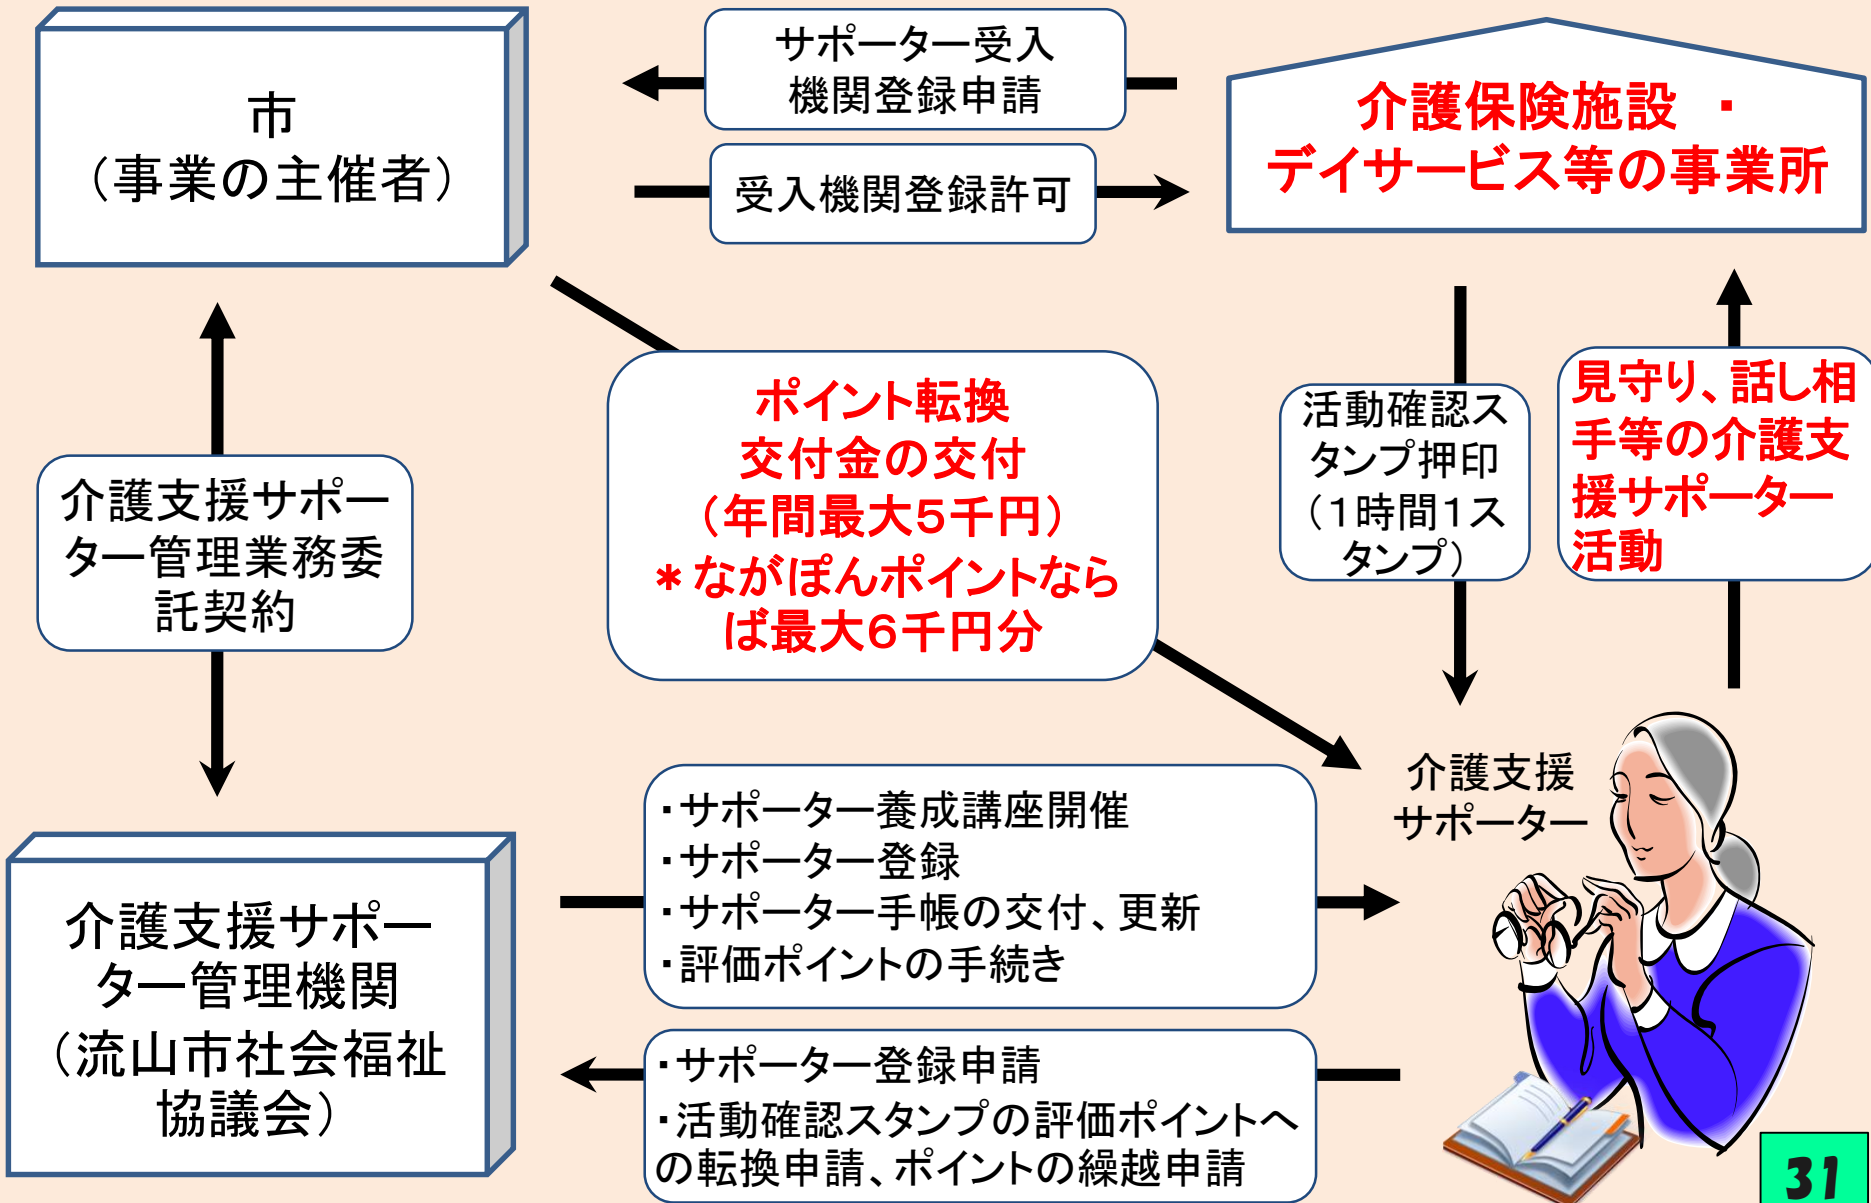 市
（事業の主催者）
サポーター受入
機関登録申請
受入機関登録許可
介護保険施設　・
デイサービス等の事業所
ポイント転換
交付金の交付
（年間最大５千円）
＊ながぽんポイントなら
ば最大６千円分
活動確認ス
タンプ押印
（１時間１ス
タンプ）
見守り、話し相
手等の介護支
援サポーター
活動
介護支援サポー
ター管理業務委
託契約
介護支援
サポーター
・サポーター養成講座開催
・サポーター登録
・サポーター手帳の交付、更新
・評価ポイントの手続き
介護支援サポー
ター管理機関
（流山市社会福祉
協議会）
・サポーター登録申請
・活動確認スタンプの評価ポイントへ
の転換申請、ポイントの繰越申請
31